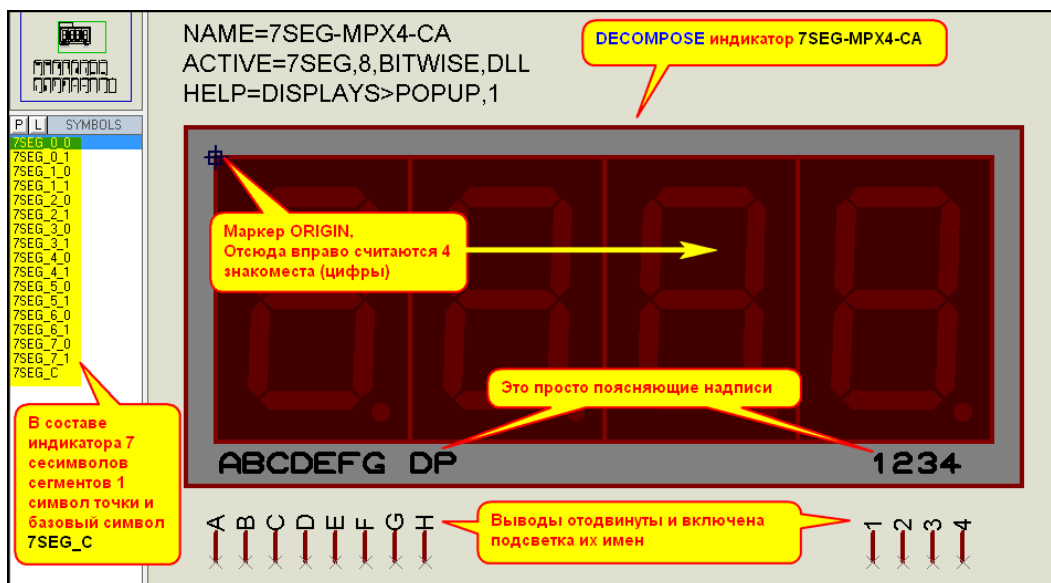 NAME=7SEG-MPX4-CA
ACTIVE=7SEG,8,BITWISE,DLL
HELP=DISPLAYS>POPUP,1
DECOMPOSE индикатор 7SEG-MPX4-CA
P L SYMBOLS
7SEG_0_0
7SEG_0_1
7SEG_1_0
7SEG_1_1
7SEG_2_0
7SEG_2_1
7SEG_3_0
7SEG_3_1
7SEG_4_0
7SEG_4_1
7SEG_5_0
7SEG_5_1
7SEG_6_0
7SEG_6_1
7SEG_7_0
7SEG_7_1
7SEG_C
Маркер ORIGIN,
Отсюда вправо считаются 4
знакоместа (цифры)
Это просто поясняющие надписи
В составе
индикатора 7
сесимволов
сегментов 1
символ точки и
базовый символ
7SEG_C
ABCDEFG DP
1234
A B C D E F G H
Выводы отодвинуты и включена
подсветка их имен
1 2 3 4